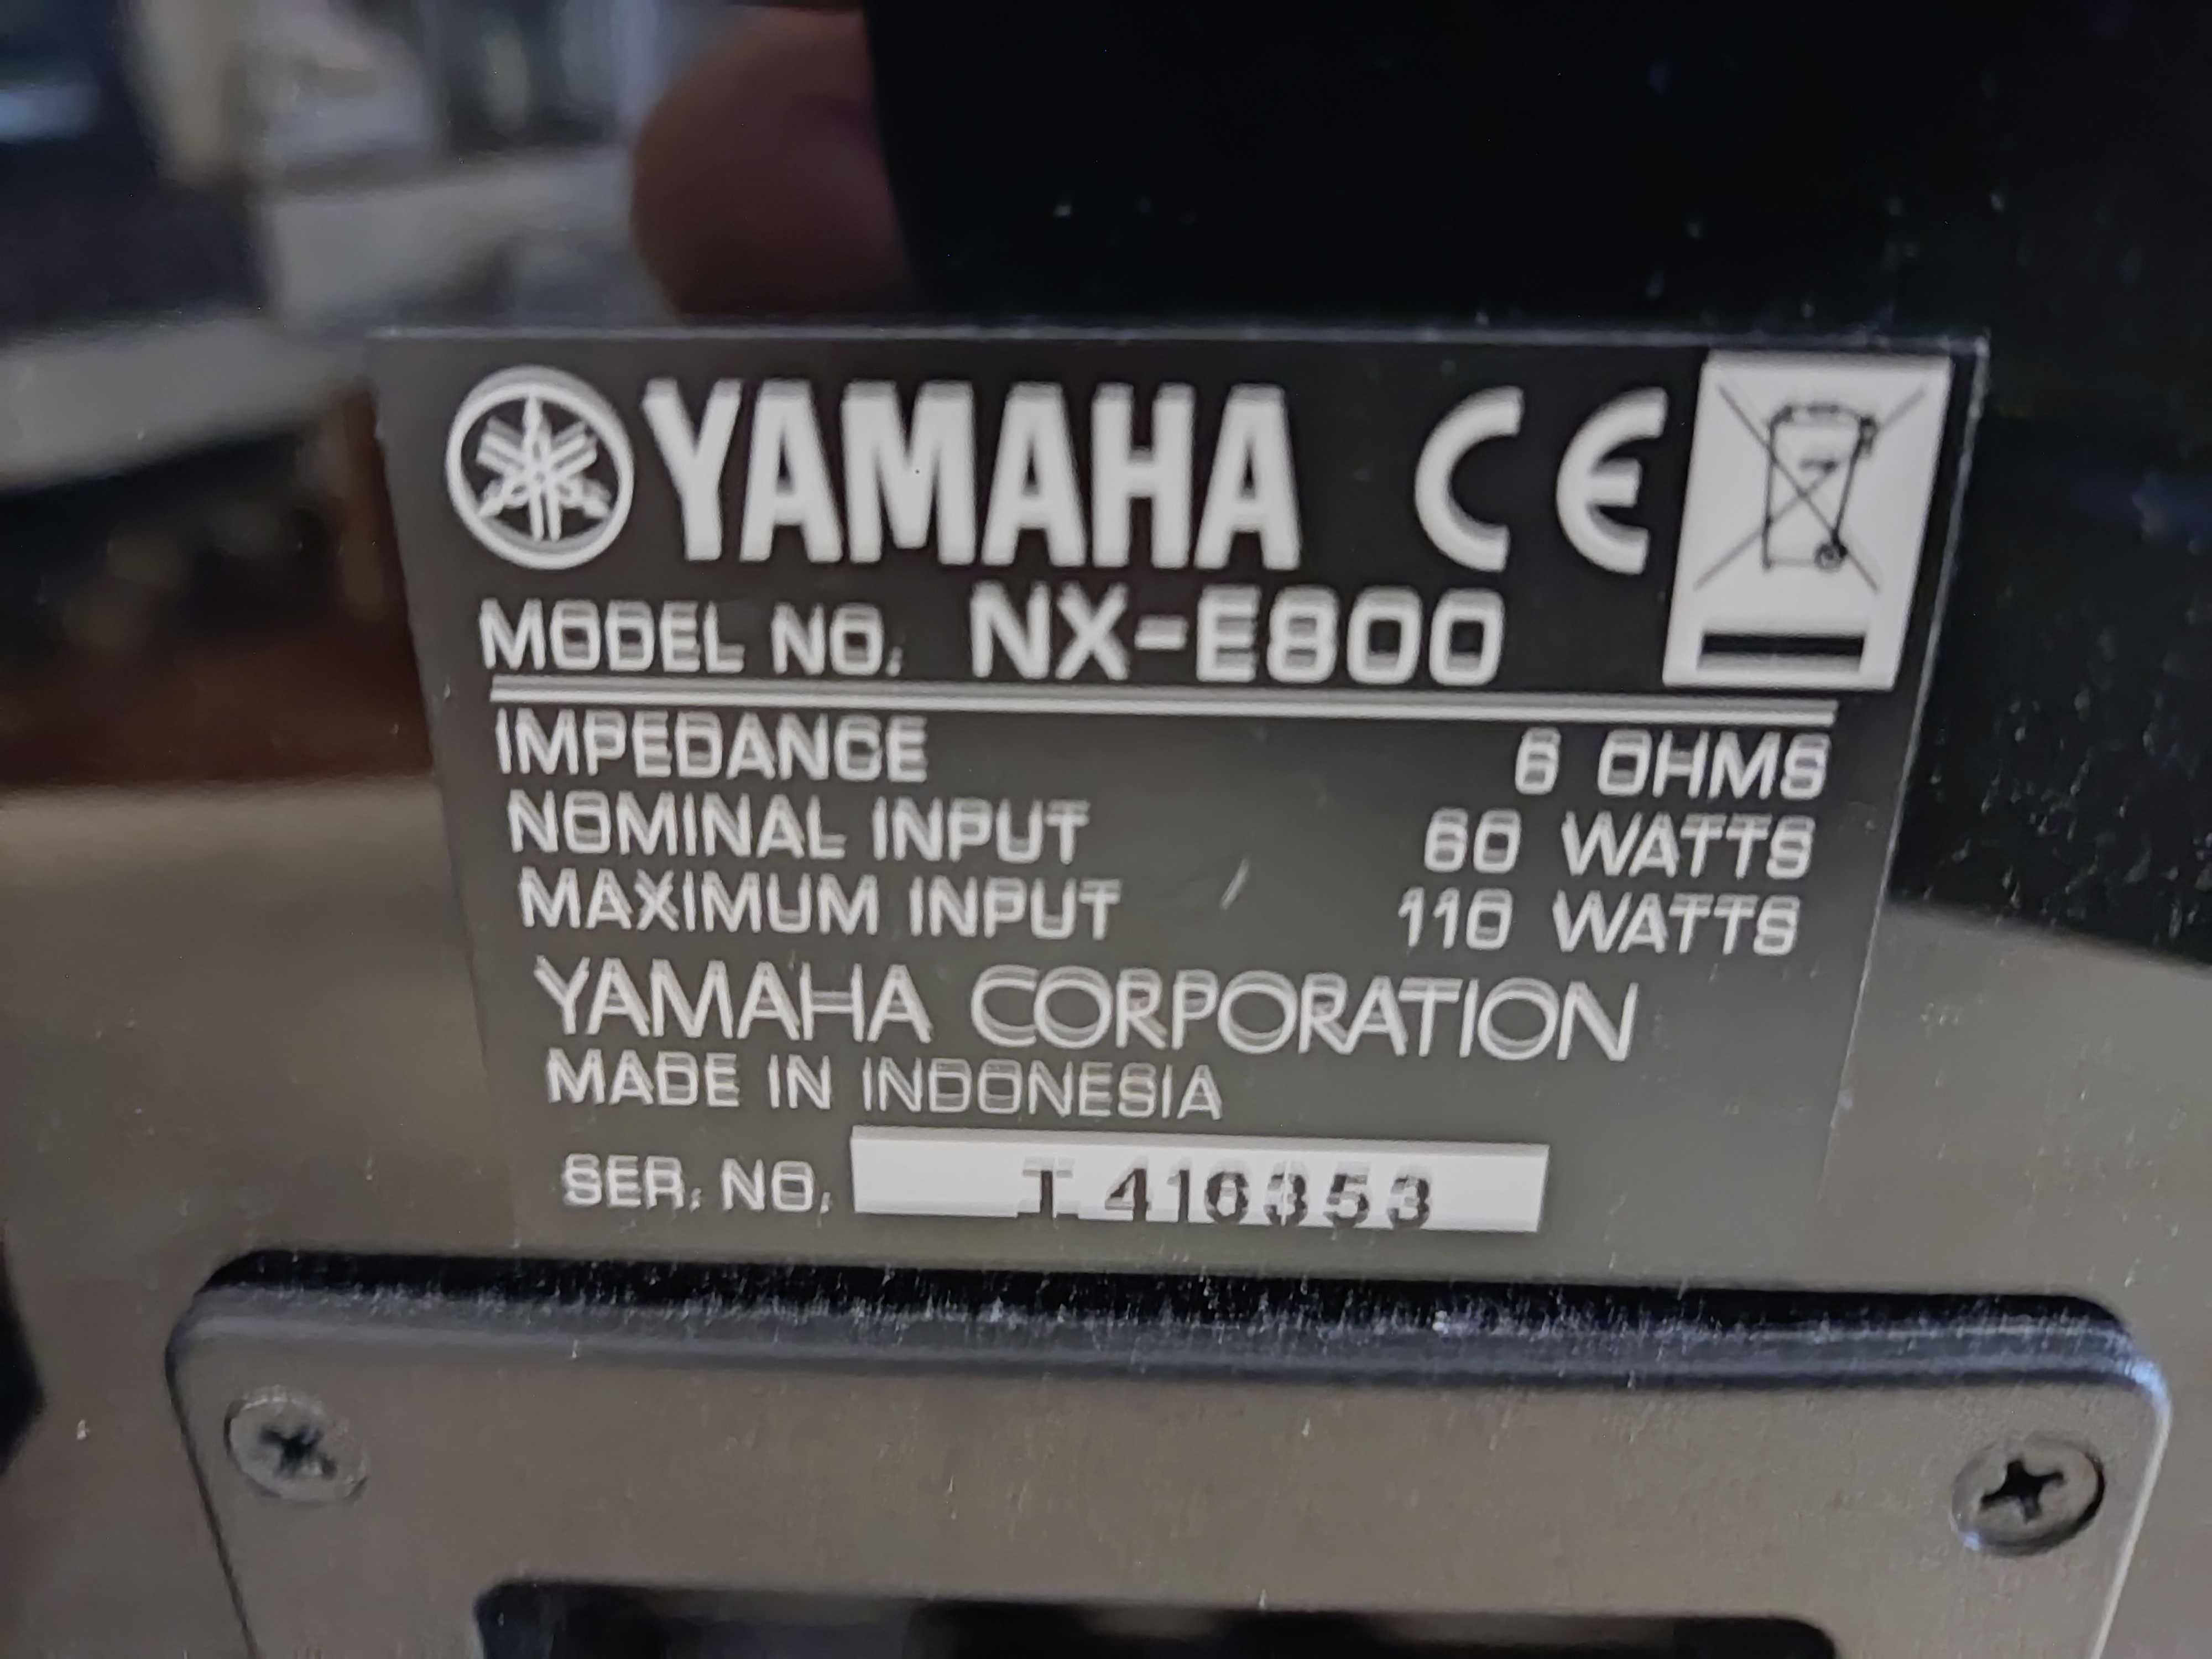 YAMAHA CE
MODEL NO. NX-E800
IMPEDANCE 6 OHMS
NOMINAL INPUT 60 WATTS
MAXIMUM INPUT 110 WATTS
YAMAHA CORPORATION
MADE IN INDONESIA
SER. NO. T 416353